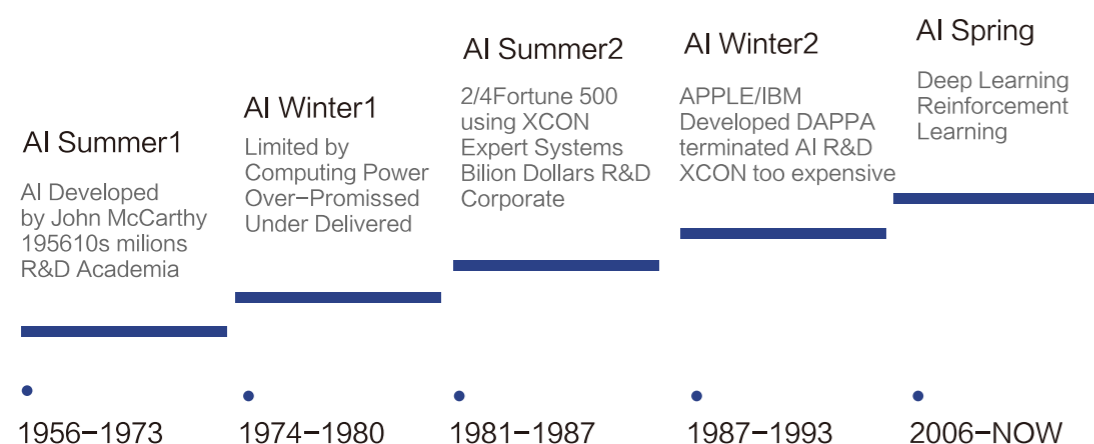 AI Summer1
AI Developed
by John McCarthy
195610s milions
R&D Academia
1956-1973
AI Winter1
Limited by
Computing Power
Over-Promissed
Under Delivered
1974-1980
AI Summer2
2/4Fortune 500
using XCON
Expert Systems
Bilion Dollars R&D
Corporate
1981-1987
AI Winter2
APPLE/IBM
Developed DAPPA
terminated AI R&D
XCON too expensive
1987-1993
AI Spring
Deep Learning
Reinforcement
Learning
2006-NOW